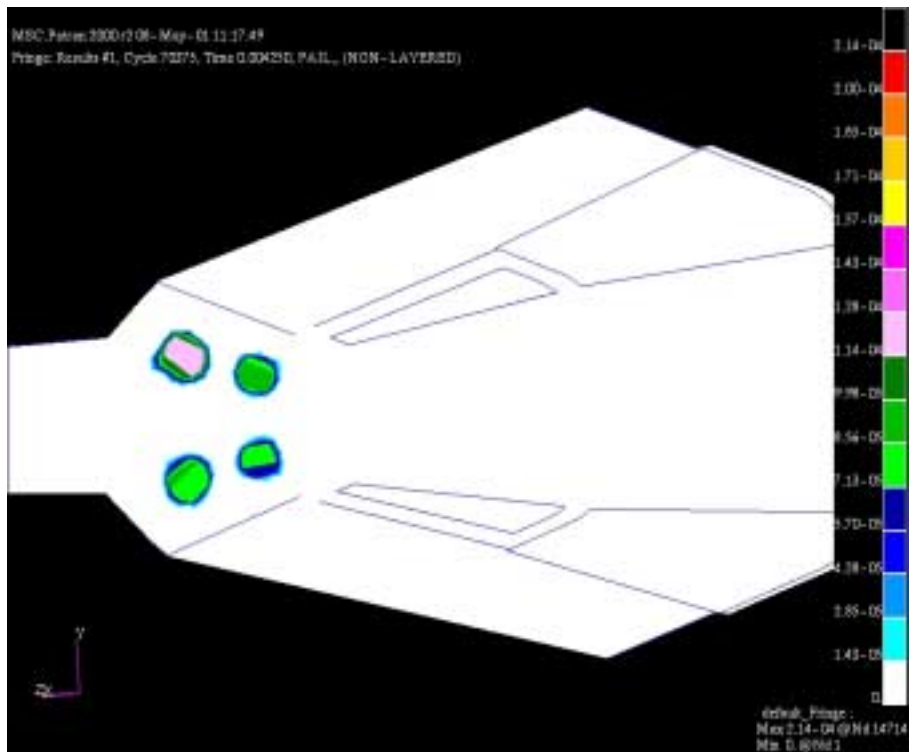 MSC.Patran 2000 r2 08-May-01 11:17:49
Fringe: Results #1, Cycle 70375, Time 0.004250, FAIL, (NON-LAYERED)
2.14-04
2.00-04
1.71-04
1.57-04
1.43-04
1.28-04
1.14-04
9.98-05
8.56-05
7.13-05
5.70-05
4.28-05
2.85-05
1.43-05
0.
y
default_Fringe :
Max 2.14-04 @Nd 14714
Min 0. @Nd 1